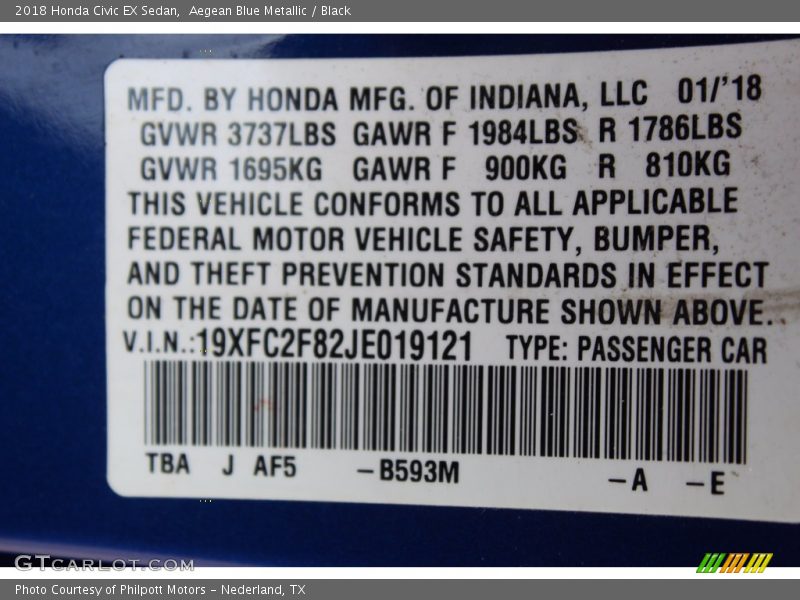 2018 Honda Civic EX Sedan, Aegean Blue Metallic / Black
MFD. BY HONDA MFG. OF INDIANA, LLC 01/'18
GVWR 3737LBS GAWR F 1984LBS R 1786LBS
GVWR 1695KG GAWR F 900KG R 810KG
THIS VEHICLE CONFORMS TO ALL APPLICABLE
FEDERAL MOTOR VEHICLE SAFETY, BUMPER,
AND THEFT PREVENTION STANDARDS IN EFFECT
ON THE DATE OF MANUFACTURE SHOWN ABOVE.
V.I.N.:19XFC2F82JE019121 TYPE: PASSENGER CAR
TBA J AF5 -B593M -A -E
GTCarLot.com
Photo Courtesy of Philpott Motors - Nederland, TX